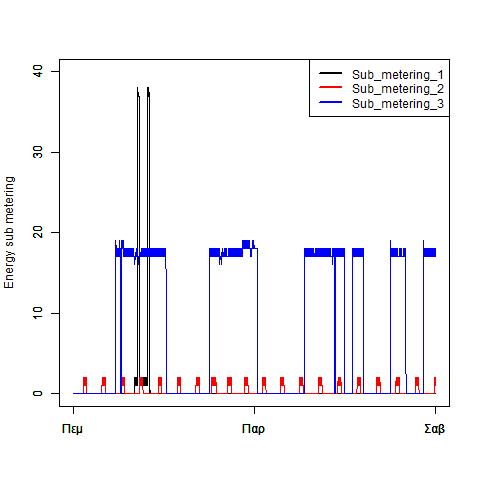 Sub_metering_1
Sub_metering_2
Sub_metering_3
Energy sub metering
40
30
20
10
0
Πεμ Παρ Σαβ